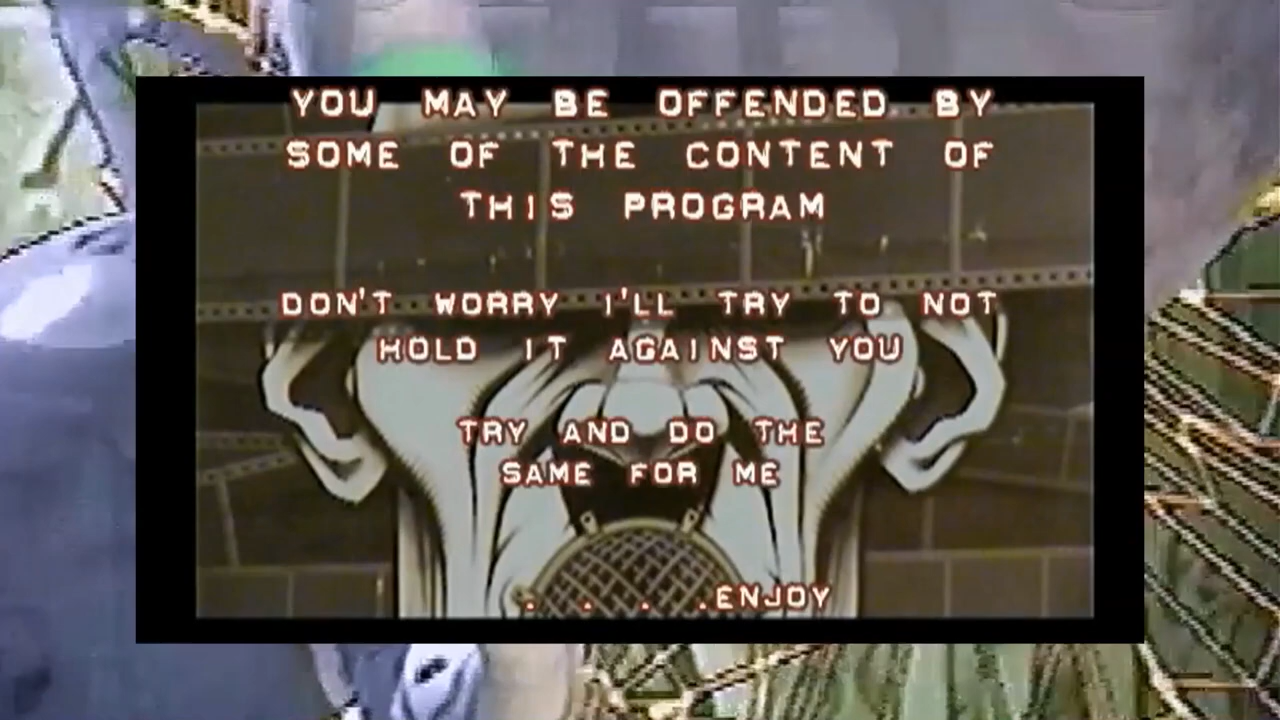 YOU MAY BE OFFENDED BY
SOME OF THE CONTENT OF
THIS PROGRAM
DON'T WORRY I'LL TRY TO NOT
HOLD IT AGAINST YOU
TRY AND DO THE
SAME FOR ME
. . . .ENJOY